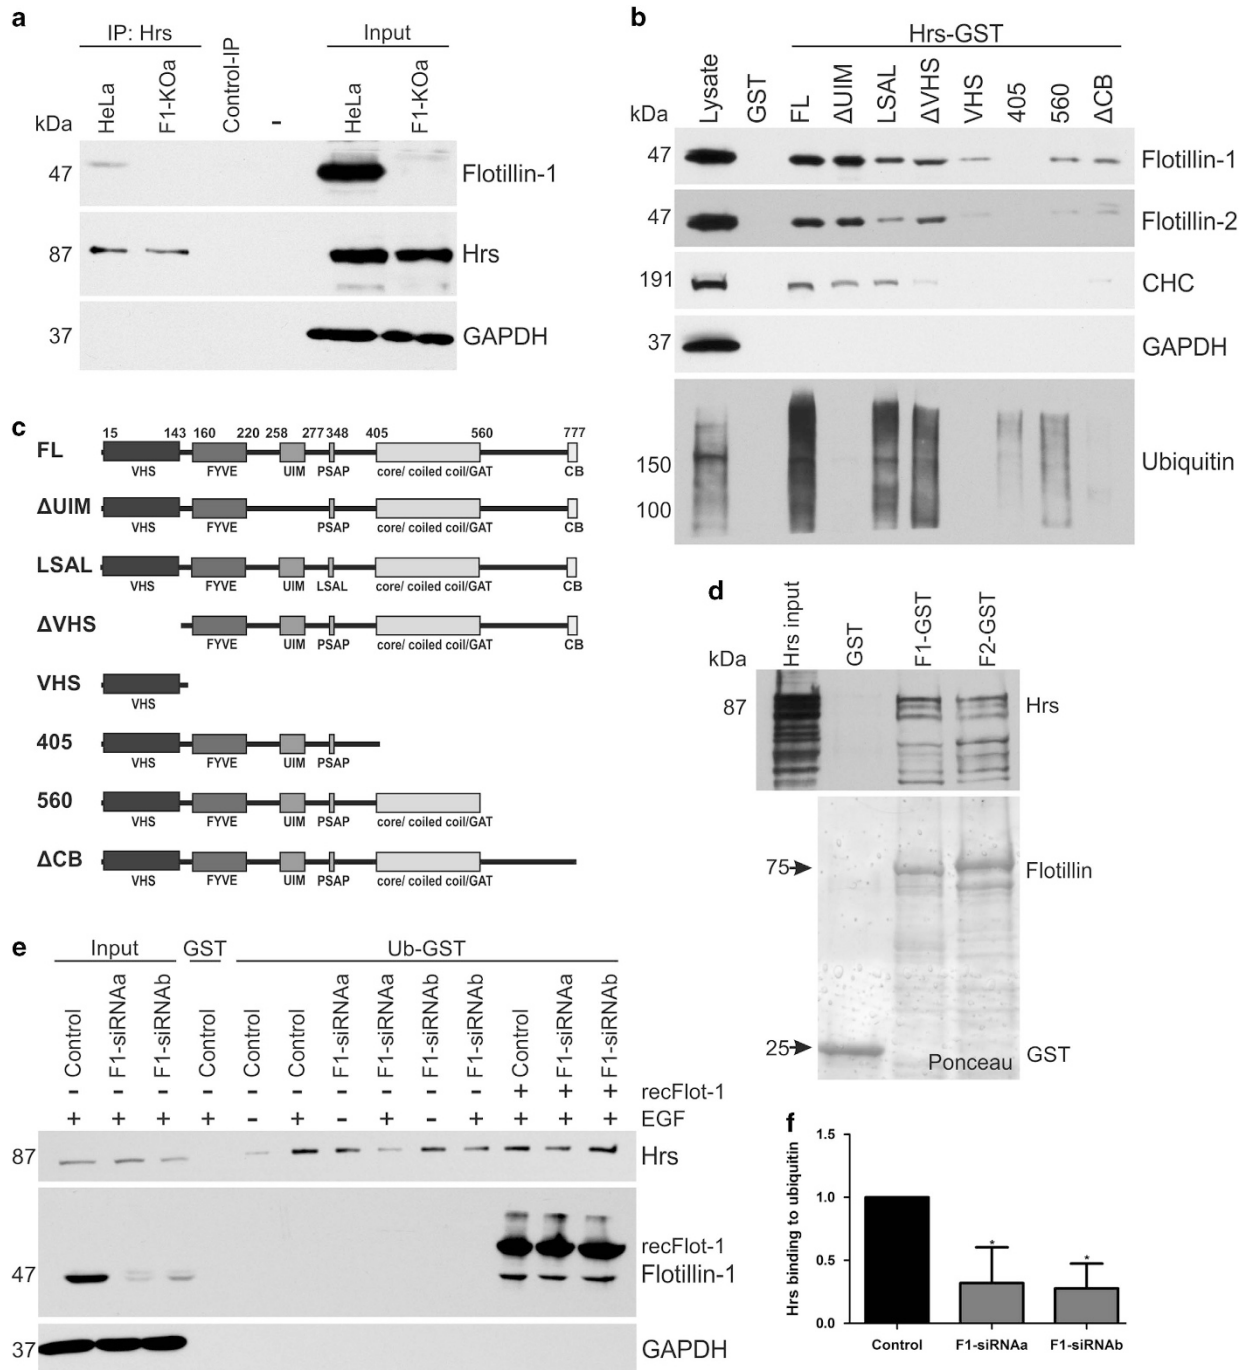 a
IP: Hrs
Input
kDa
HeLa
F1-KOa
Control-IP
-
HeLa
F1-KOa
47
Flotillin-1
87
Hrs
37
GAPDH
b
Hrs-GST
Lysate
GST
FL
ΔUIM
LSAL
ΔVHS
VHS
405
560
ΔCB
kDa
47
Flotillin-1
47
Flotillin-2
191
CHC
37
GAPDH
150
100
Ubiquitin
c
15 143 160 220 258 277 348 405 560 777
FL
VHS FYVE UIM PSAP core/ coiled coil/GAT CB
ΔUIM
VHS FYVE PSAP core/ coiled coil/GAT CB
LSAL
VHS FYVE UIM LSAL core/ coiled coil/GAT CB
ΔVHS
FYVE UIM PSAP core/ coiled coil/GAT CB
VHS
VHS
405
VHS FYVE UIM PSAP
560
VHS FYVE UIM PSAP core/ coiled coil/GAT
ΔCB
VHS FYVE UIM PSAP core/ coiled coil/GAT
d
kDa
Hrs input
GST
F1-GST
F2-GST
87
Hrs
75
Flotillin
25
GST
Ponceau
e
Input
GST
Ub-GST
Control
F1-siRNAa
F1-siRNAb
Control
Control
Control
F1-siRNAa
F1-siRNAa
F1-siRNAb
F1-siRNAb
Control
F1-siRNAa
F1-siRNAb
- - - - - - - - - - + + + recFlot-1
+ + + + - + - + - + + + + EGF
87
Hrs
recFlot-1
47
Flotillin-1
37
GAPDH
f
Hrs binding to ubiquitin
1.5
1.0
0.5
0.0
*
*
Control F1-siRNAa F1-siRNAb